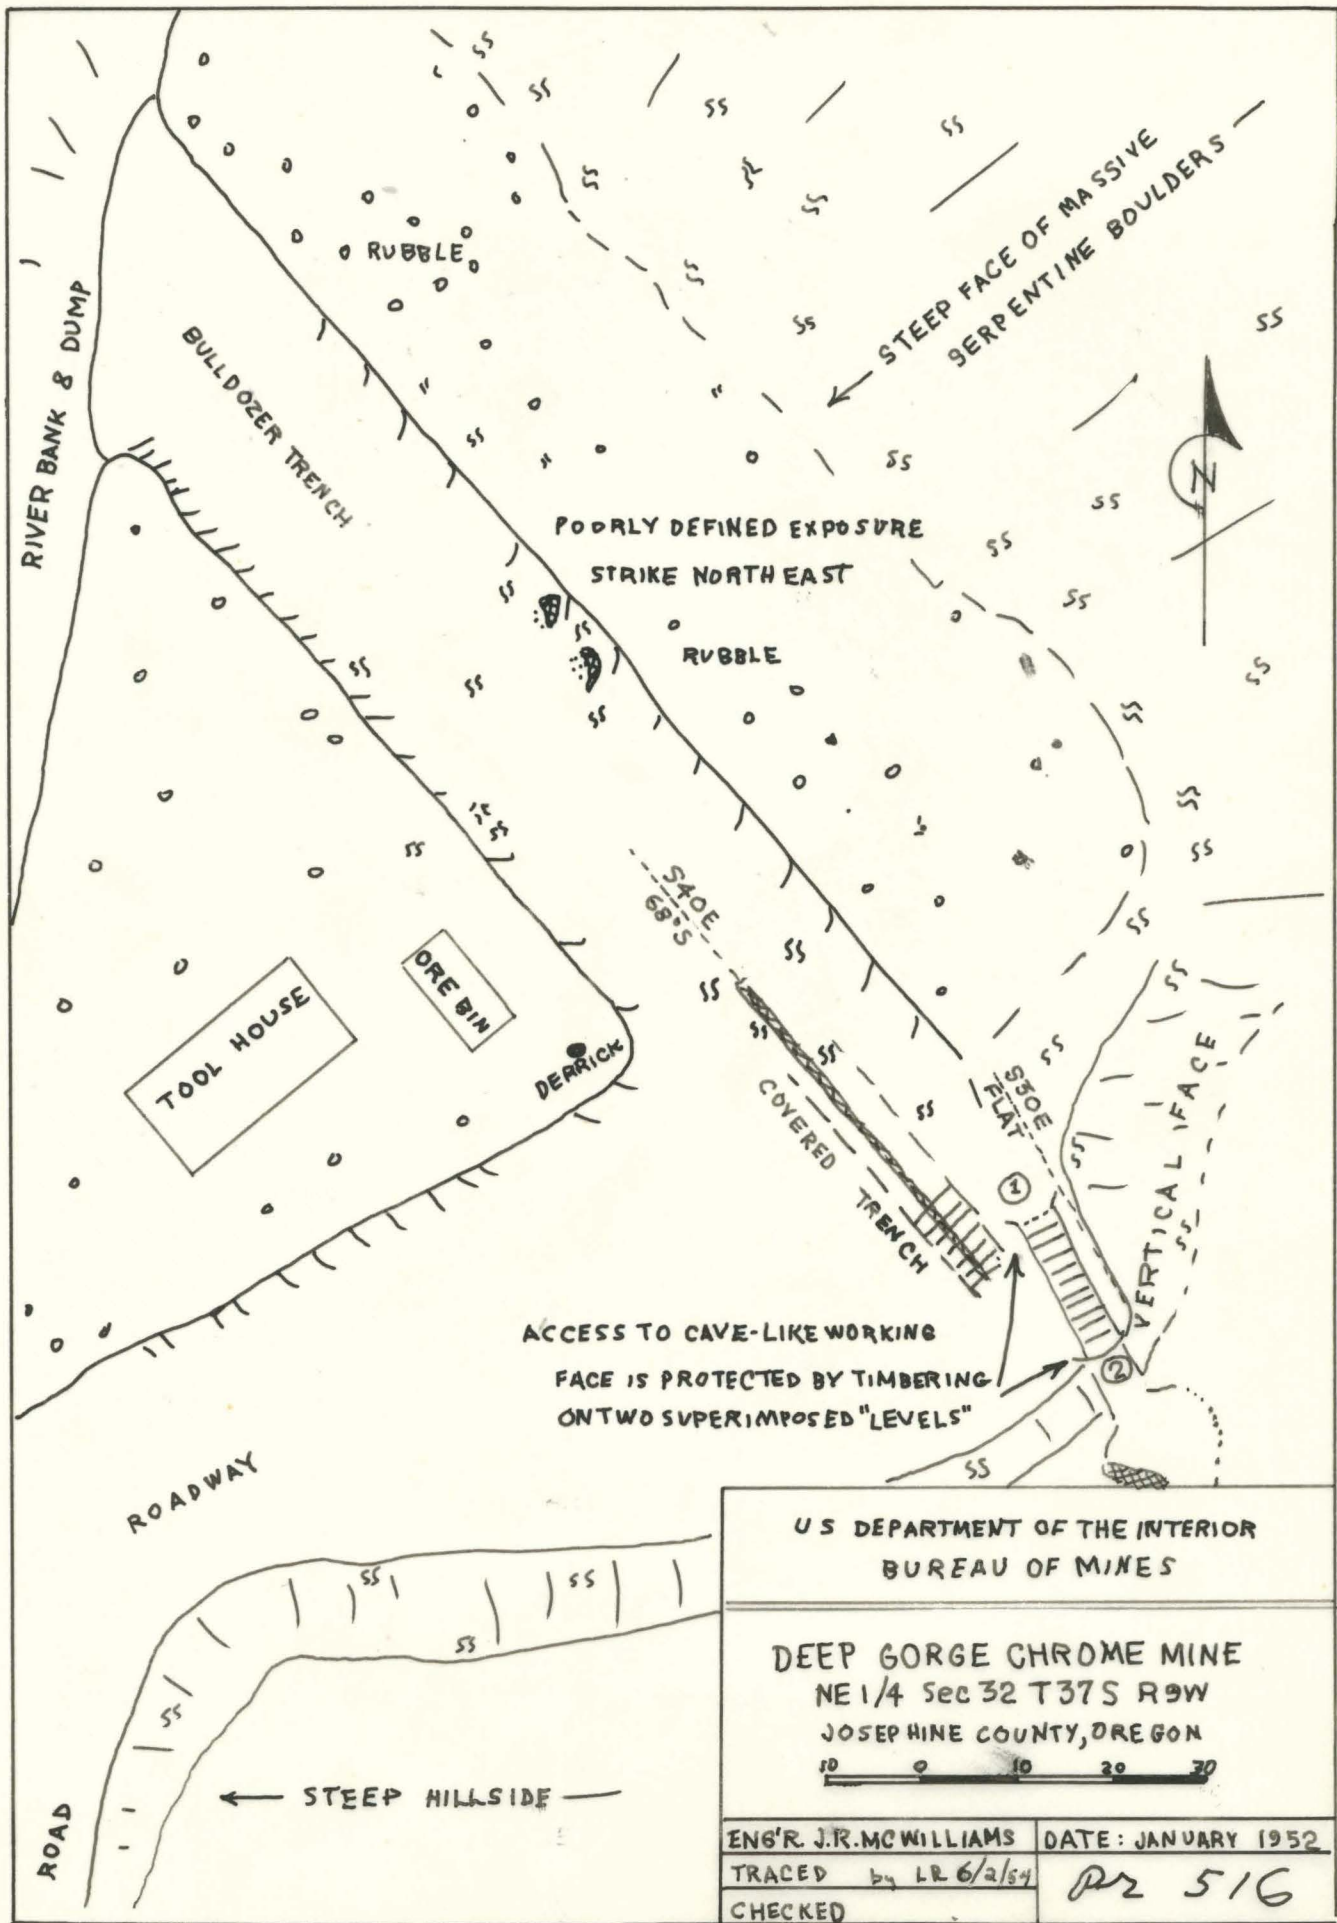 RUBBLE
STEEP FACE OF MASSIVE
SERPENTINE BOULDERS
RIVER BANK & DUMP
BULLDOZER TRENCH
N
POORLY DEFINED EXPOSURE
STRIKE NORTHEAST
RUBBLE
S40E
68°S
ORE BIN
TOOL HOUSE
DERRICK
COVERED TRENCH
S30E
FLAT
VERTICAL FACE
1
2
ACCESS TO CAVE-LIKE WORKING
FACE IS PROTECTED BY TIMBERING
ON TWO SUPERIMPOSED "LEVELS"
ROADWAY
ROAD
STEEP HILLSIDE
SS
US DEPARTMENT OF THE INTERIOR
BUREAU OF MINES
DEEP GORGE CHROME MINE
NE 1/4 Sec 32 T37S R9W
JOSEPHINE COUNTY, OREGON
10 0 10 20 30
ENG'R J.R. MCWILLIAMS
DATE: JANUARY 1952
TRACED by LR 6/2/54
CHECKED
516